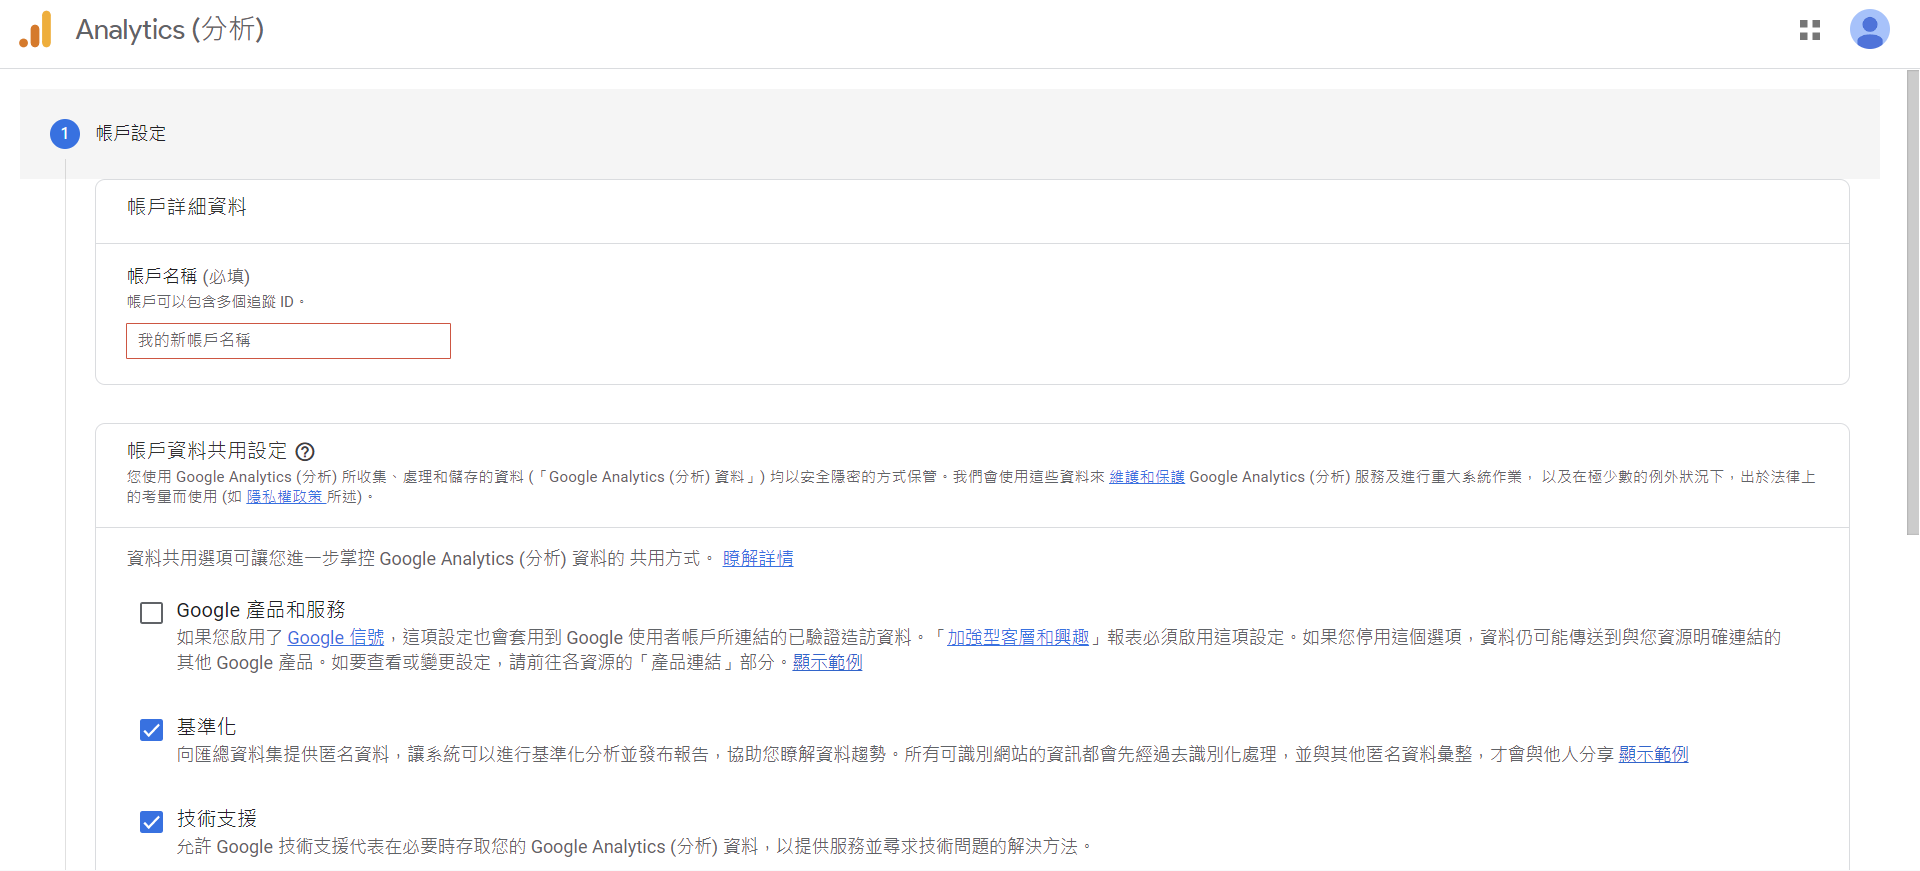 Analytics (分析)
1 帳戶設定
帳戶詳細資料
帳戶名稱 (必填)
帳戶可以包含多個追蹤 ID。
我的新帳戶名稱
帳戶資料共用設定
您使用 Google Analytics (分析) 所收集、處理和儲存的資料 (「Google Analytics (分析) 資料」) 均以安全隱密的方式保管。我們會使用這些資料來 維護和保護 Google Analytics (分析) 服務及進行重大系統作業， 以及在極少數的例外狀況下，出於法律上
的考量而使用 (如 隱私權政策 所述)。
資料共用選項可讓您進一步掌控 Google Analytics (分析) 資料的 共用方式。 瞭解詳情
Google 產品和服務
如果您啟用了 Google 信號，這項設定也會套用到 Google 使用者帳戶所連結的已驗證造訪資料。「加強型客層和興趣」報表必須啟用這項設定。如果您停用這個選項，資料仍可能傳送到與您資源明確連結的
其他 Google 產品。如要查看或變更設定，請前往各資源的「產品連結」部分。顯示範例
基準化
向匯總資料集提供匿名資料，讓系統可以進行基準化分析並發布報告，協助您瞭解資料趨勢。所有可識別網站的資訊都會先經過去識別化處理，並與其他匿名資料彙整，才會與他人分享 顯示範例
技術支援
允許 Google 技術支援代表在必要時存取您的 Google Analytics (分析) 資料，以提供服務並尋求技術問題的解決方法。